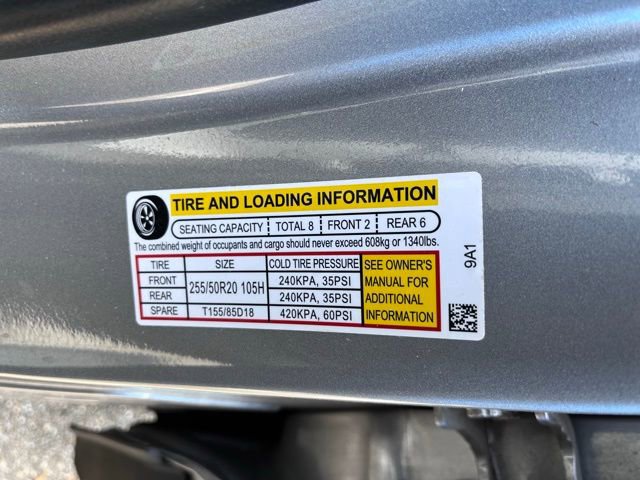 TIRE AND LOADING INFORMATION
SEATING CAPACITY TOTAL 8 FRONT 2 REAR 6
The combined weight of occupants and cargo should never exceed 608kg or 1340lbs.
TIRE SIZE COLD TIRE PRESSURE
FRONT 255/50R20 105H 240KPA, 35PSI
REAR 240KPA, 35PSI
SPARE T155/85D18 420KPA, 60PSI
SEE OWNER'S
MANUAL FOR
ADDITIONAL
INFORMATION
9A1